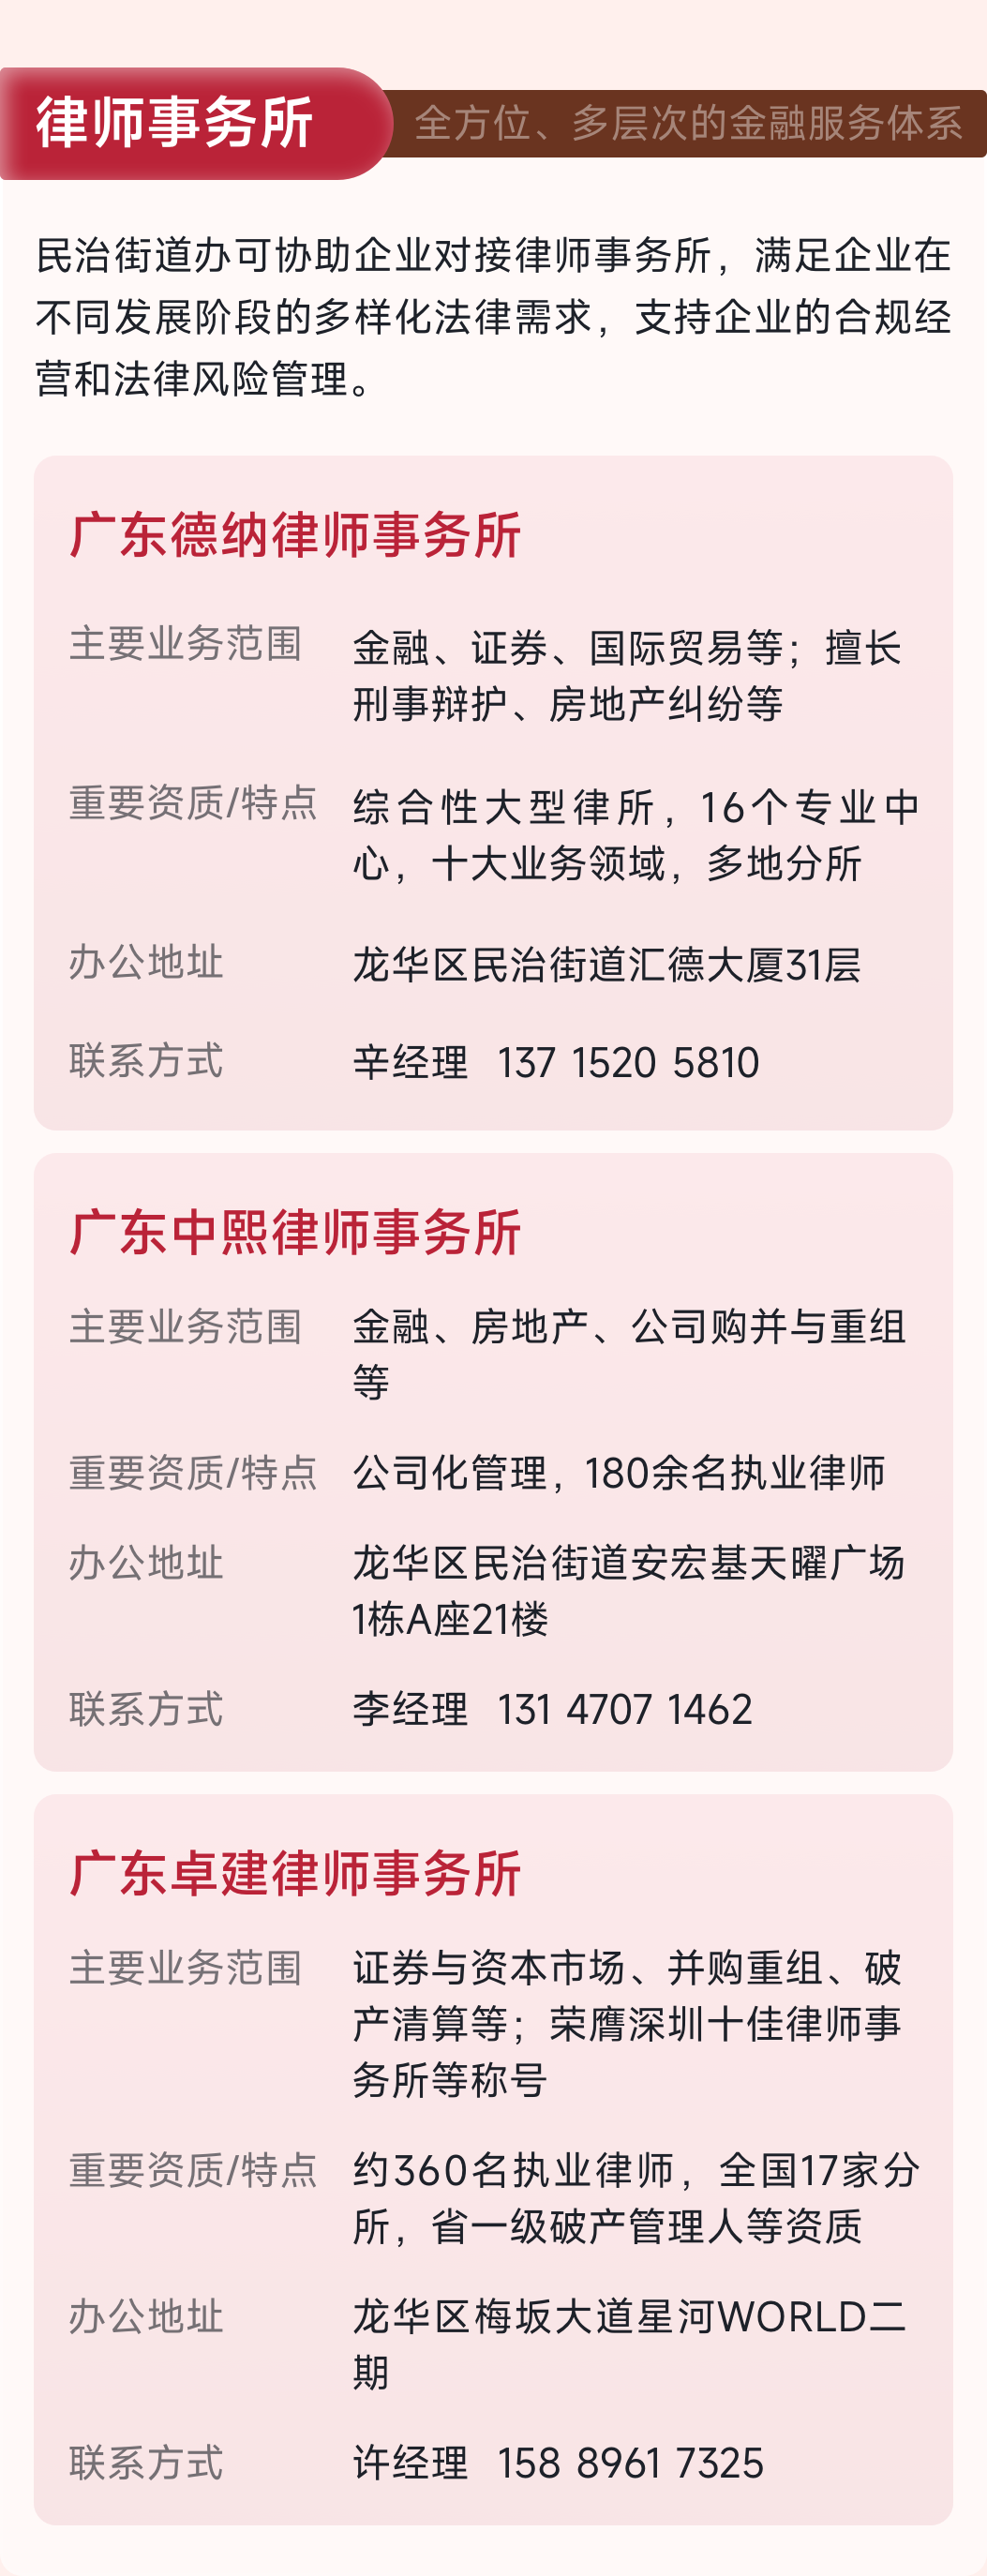 律师事务所
全方位、多层次的金融服务体系
民治街道办可协助企业对接律师事务所，满足企业在
不同发展阶段的多样化法律需求，支持企业的合规经
营和法律风险管理。
广东德纳律师事务所
主要业务范围 金融、证券、国际贸易等；擅长
刑事辩护、房地产纠纷等
重要资质/特点 综合性大型律所，16个专业中
心，十大业务领域，多地分所
办公地址 龙华区民治街道汇德大厦31层
联系方式 辛经理 137 1520 5810
广东中熙律师事务所
主要业务范围 金融、房地产、公司购并与重组
等
重要资质/特点 公司化管理，180余名执业律师
办公地址 龙华区民治街道安宏基天曜广场
1栋A座21楼
联系方式 李经理 131 4707 1462
广东卓建律师事务所
主要业务范围 证券与资本市场、并购重组、破
产清算等；荣膺深圳十佳律师事
务所等称号
重要资质/特点 约360名执业律师，全国17家分
所，省一级破产管理人等资质
办公地址 龙华区梅坂大道星河WORLD二
期
联系方式 许经理 158 8961 7325